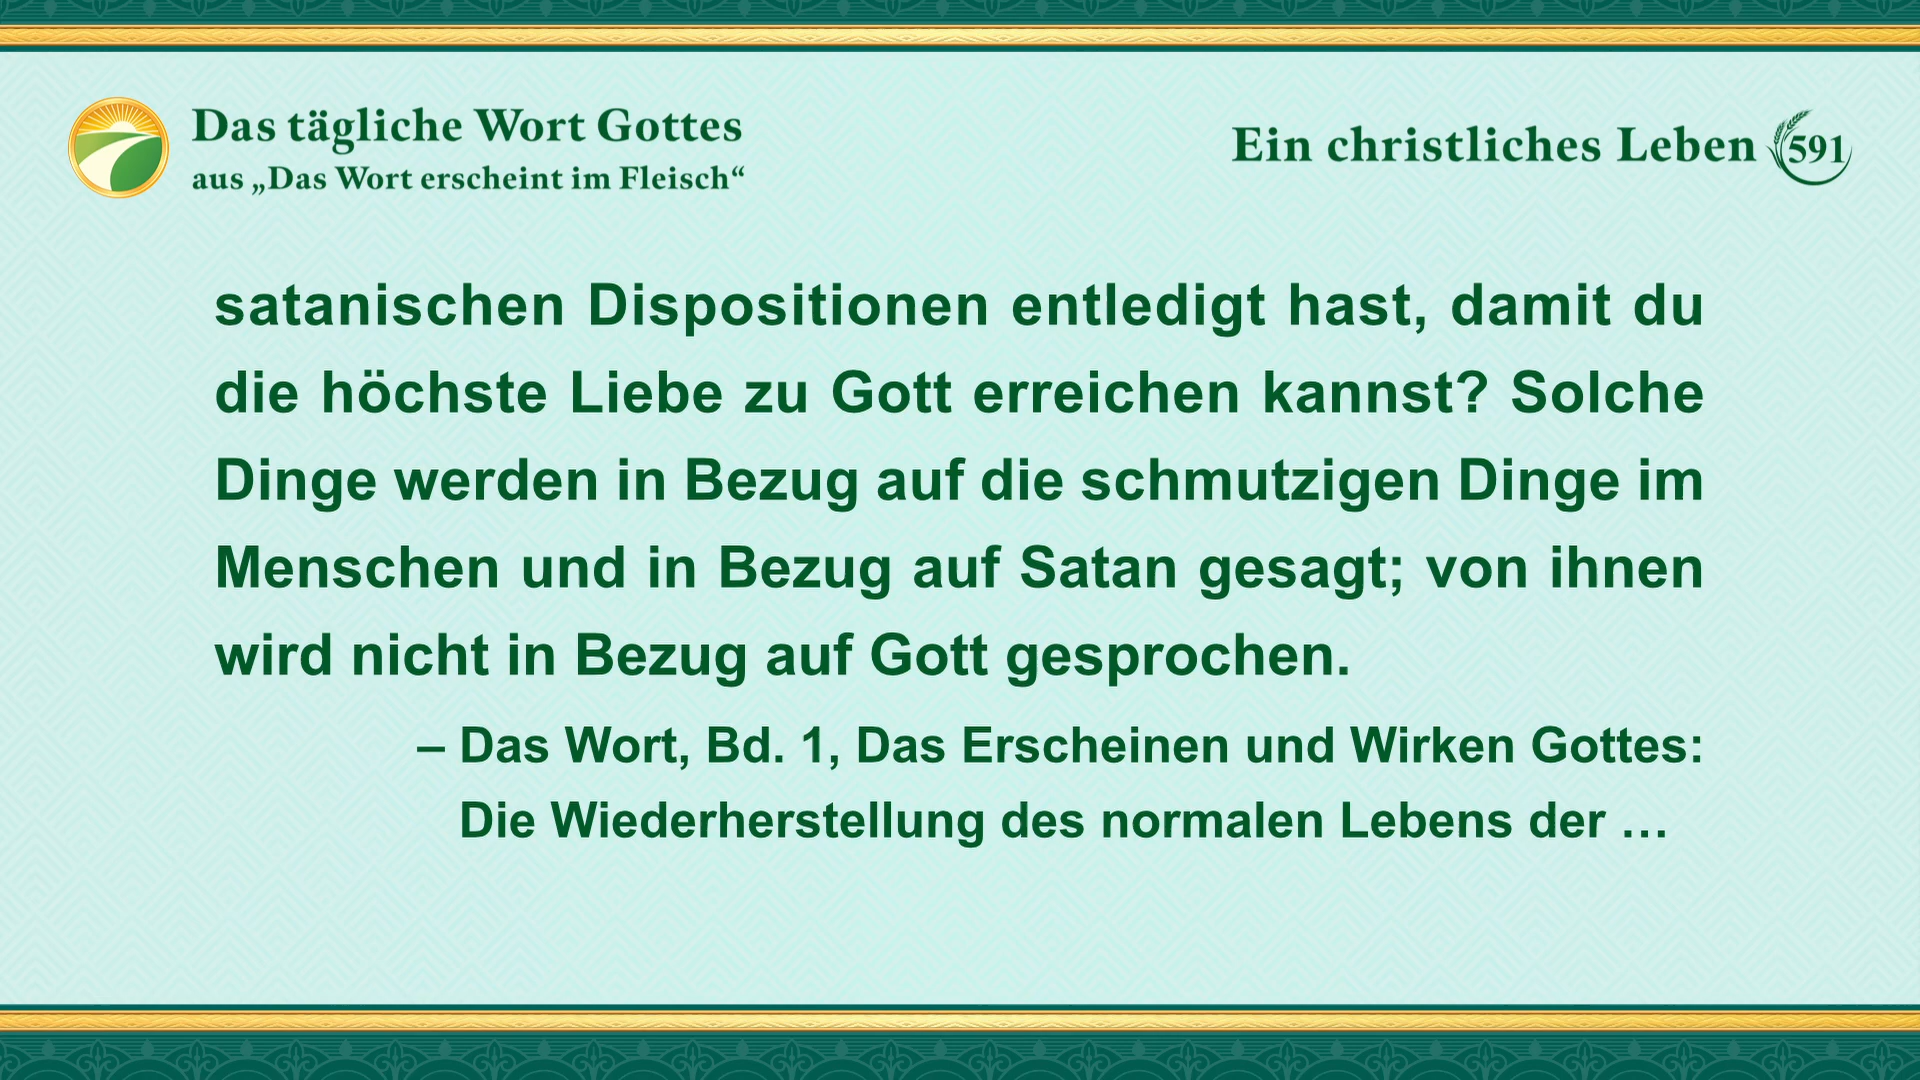 Das tägliche Wort Gottes
aus „Das Wort erscheint im Fleisch“
Ein christliches Leben 591
satanischen Dispositionen entledigt hast, damit du
die höchste Liebe zu Gott erreichen kannst? Solche
Dinge werden in Bezug auf die schmutzigen Dinge im
Menschen und in Bezug auf Satan gesagt; von ihnen
wird nicht in Bezug auf Gott gesprochen.
– Das Wort, Bd. 1, Das Erscheinen und Wirken Gottes:
Die Wiederherstellung des normalen Lebens der …